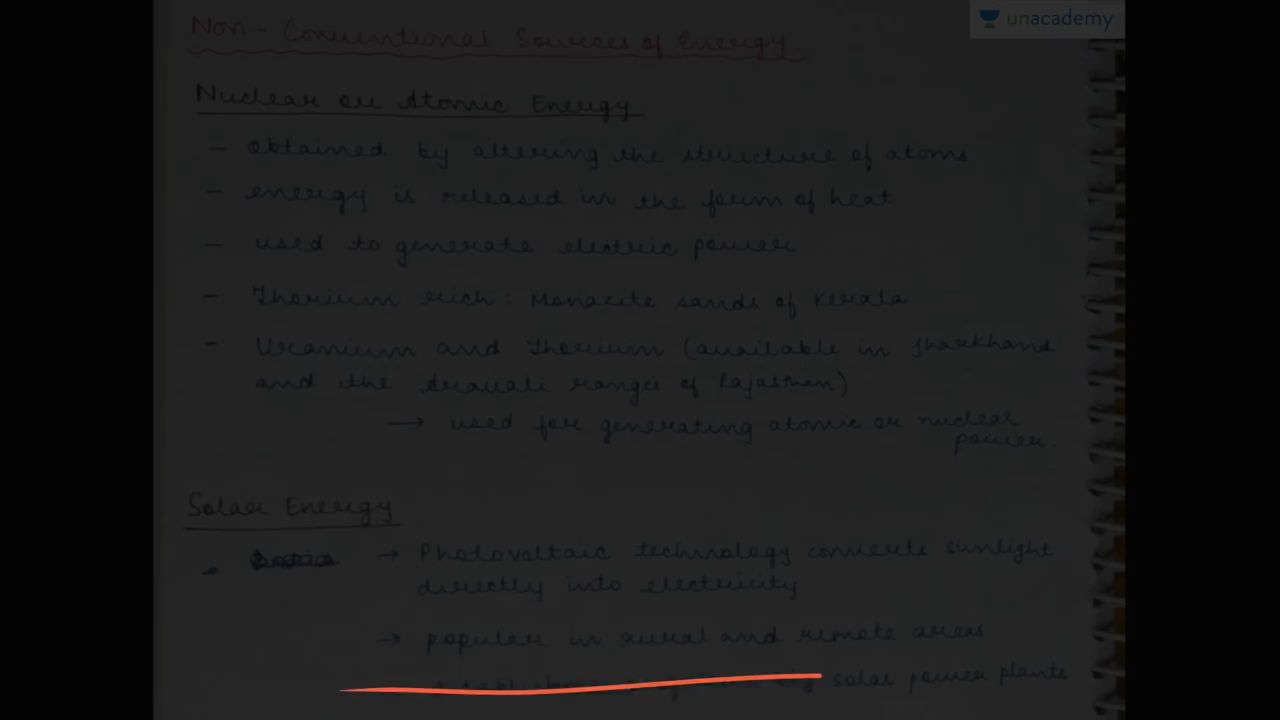 unacademy
Non-Conventional Sources of Energy
Nuclear or Atomic Energy
- obtained by altering the structure of atoms
- energy is released in the form of heat
- used to generate electric power
- Thorium rich: Monazite sands of Kerala
- Uranium and Thorium (available in Jharkhand
and the Aravali ranges of Rajasthan)
→ used for generating atomic or nuclear
power
Solar Energy
- → Photovoltaic technology converts sunlight
directly into electricity
→ popular in rural and remote areas
solar power plants